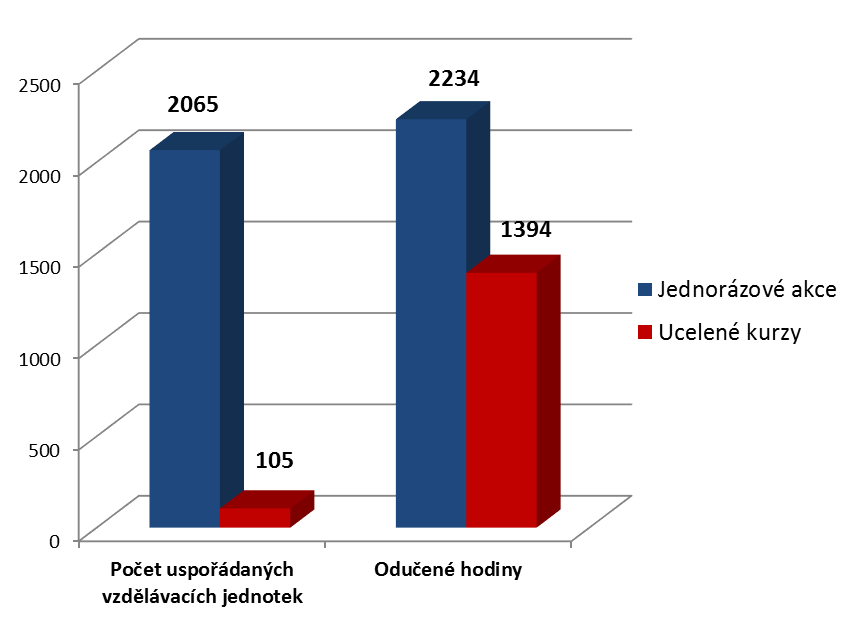 2500
2000
1500
1000
500
0
2065
105
2234
1394
Počet uspořádaných
vzdělávacích jednotek
Odučené hodiny
Jednorázové akce
Ucelené kurzy